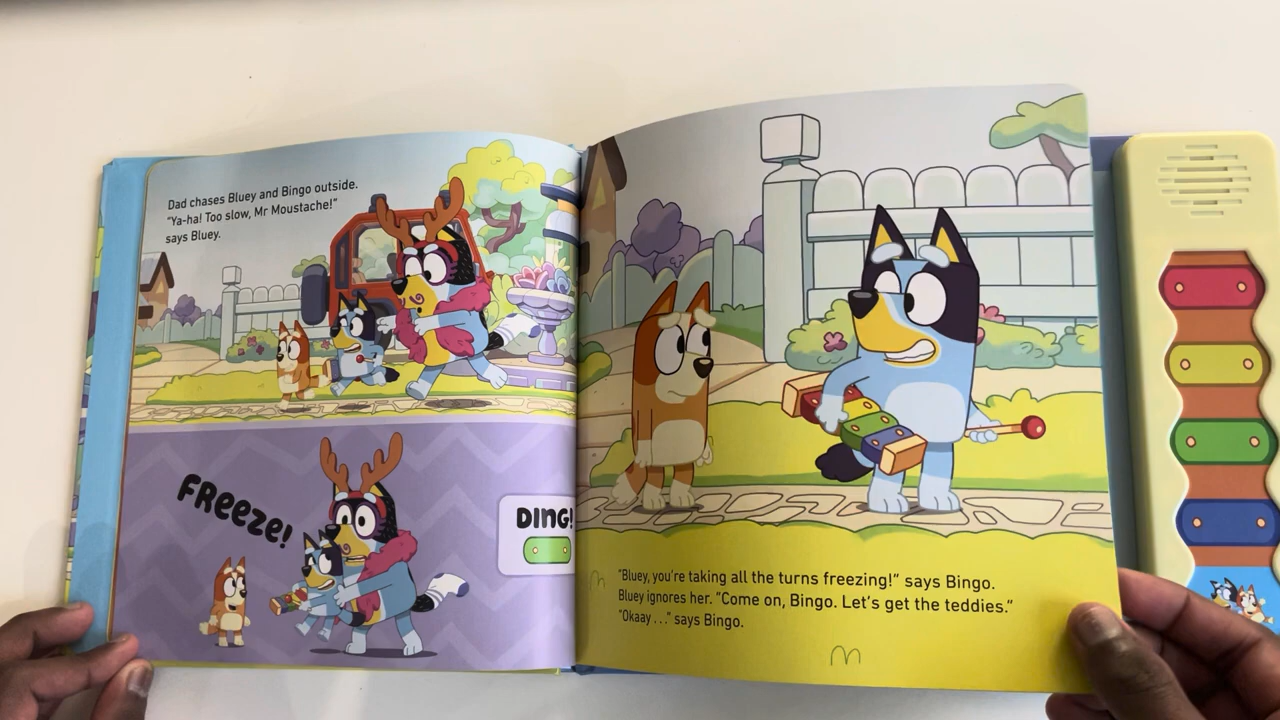 Dad chases Bluey and Bingo outside.
“Ya-ha! Too slow, Mr Moustache!”
says Bluey.
FREEZE!
DING!
“Bluey, you’re taking all the turns freezing!” says Bingo.
Bluey ignores her. “Come on, Bingo. Let’s get the teddies.”
“Okaay . . .” says Bingo.